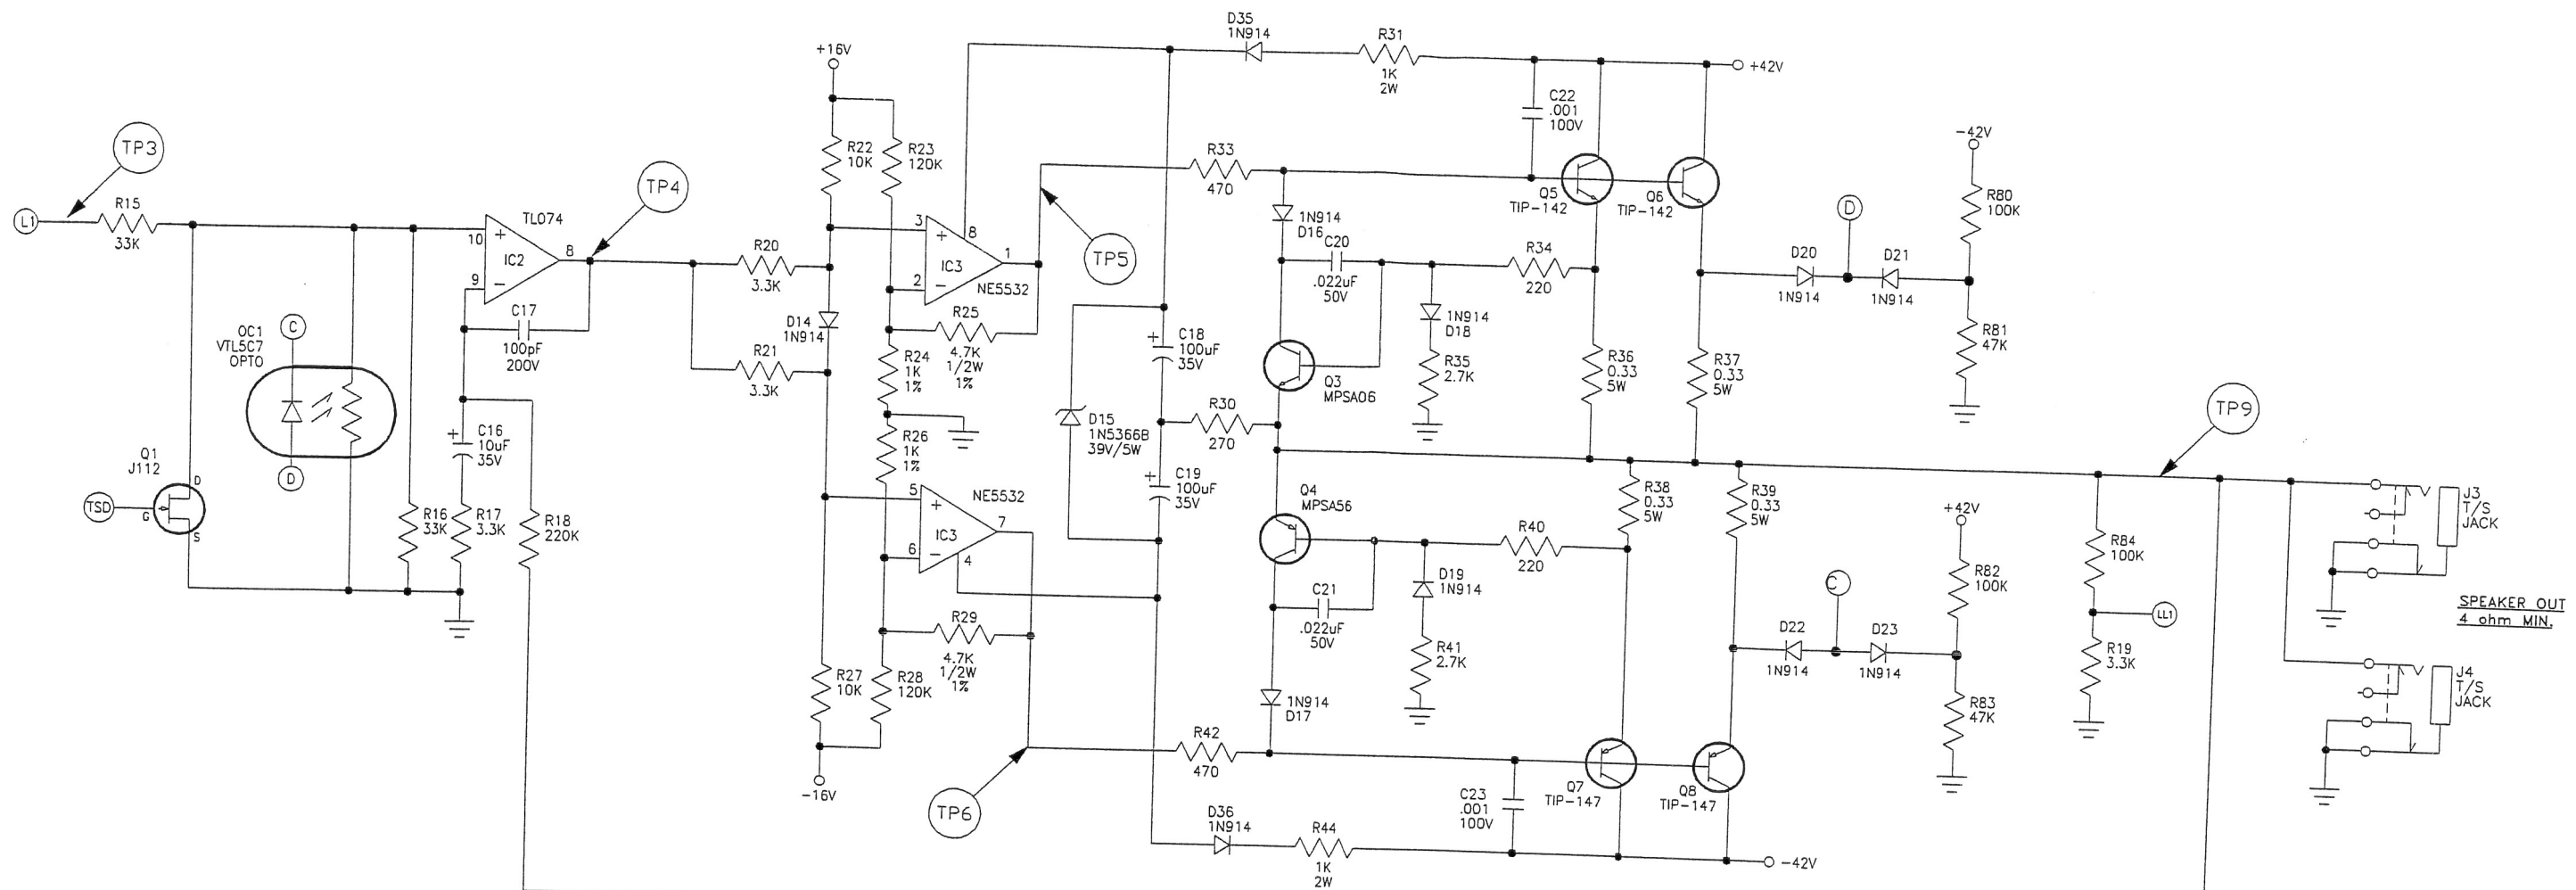 L1
TP3
R15
33K
Q1
J112
TSD
D
G
S
OC1
VTL5C7
OPTO
C
D
R16
33K
10
9
8
+
−
TL074
IC2
C17
100pF
200V
C16
10uF
35V
+
R17
3.3K
R18
220K
TP4
R20
3.3K
R21
3.3K
+16V
R22
10K
R23
120K
D14
1N914
3
2
8
1
+
−
IC3
NE5532
R25
4.7K
1/2W
1%
R24
1K
1%
R26
1K
1%
5
6
7
4
+
−
IC3
NE5532
R29
4.7K
1/2W
1%
R27
10K
R28
120K
-16V
TP5
TP6
D15
1N5366B
39V/5W
+
C18
100uF
35V
+
C19
100uF
35V
R30
270
D35
1N914
R31
1K
2W
+42V
R33
470
C22
.001
100V
1N914
D16
C20
.022uF
50V
Q3
MPSA06
1N914
D18
R35
2.7K
R34
220
Q5
TIP-142
Q6
TIP-142
R36
0.33
5W
R37
0.33
5W
D20
1N914
D
D21
1N914
-42V
R80
100K
R81
47K
Q4
MPSA56
C21
.022uF
50V
R40
220
D19
1N914
R41
2.7K
1N914
D17
R42
470
R38
0.33
5W
R39
0.33
5W
Q7
TIP-147
Q8
TIP-147
C23
.001
100V
D36
1N914
R44
1K
2W
-42V
D22
1N914
C
D23
1N914
+42V
R82
100K
R83
47K
TP9
R84
100K
LL1
R19
3.3K
J3
T/S
JACK
SPEAKER OUT
4 ohm MIN.
J4
T/S
JACK